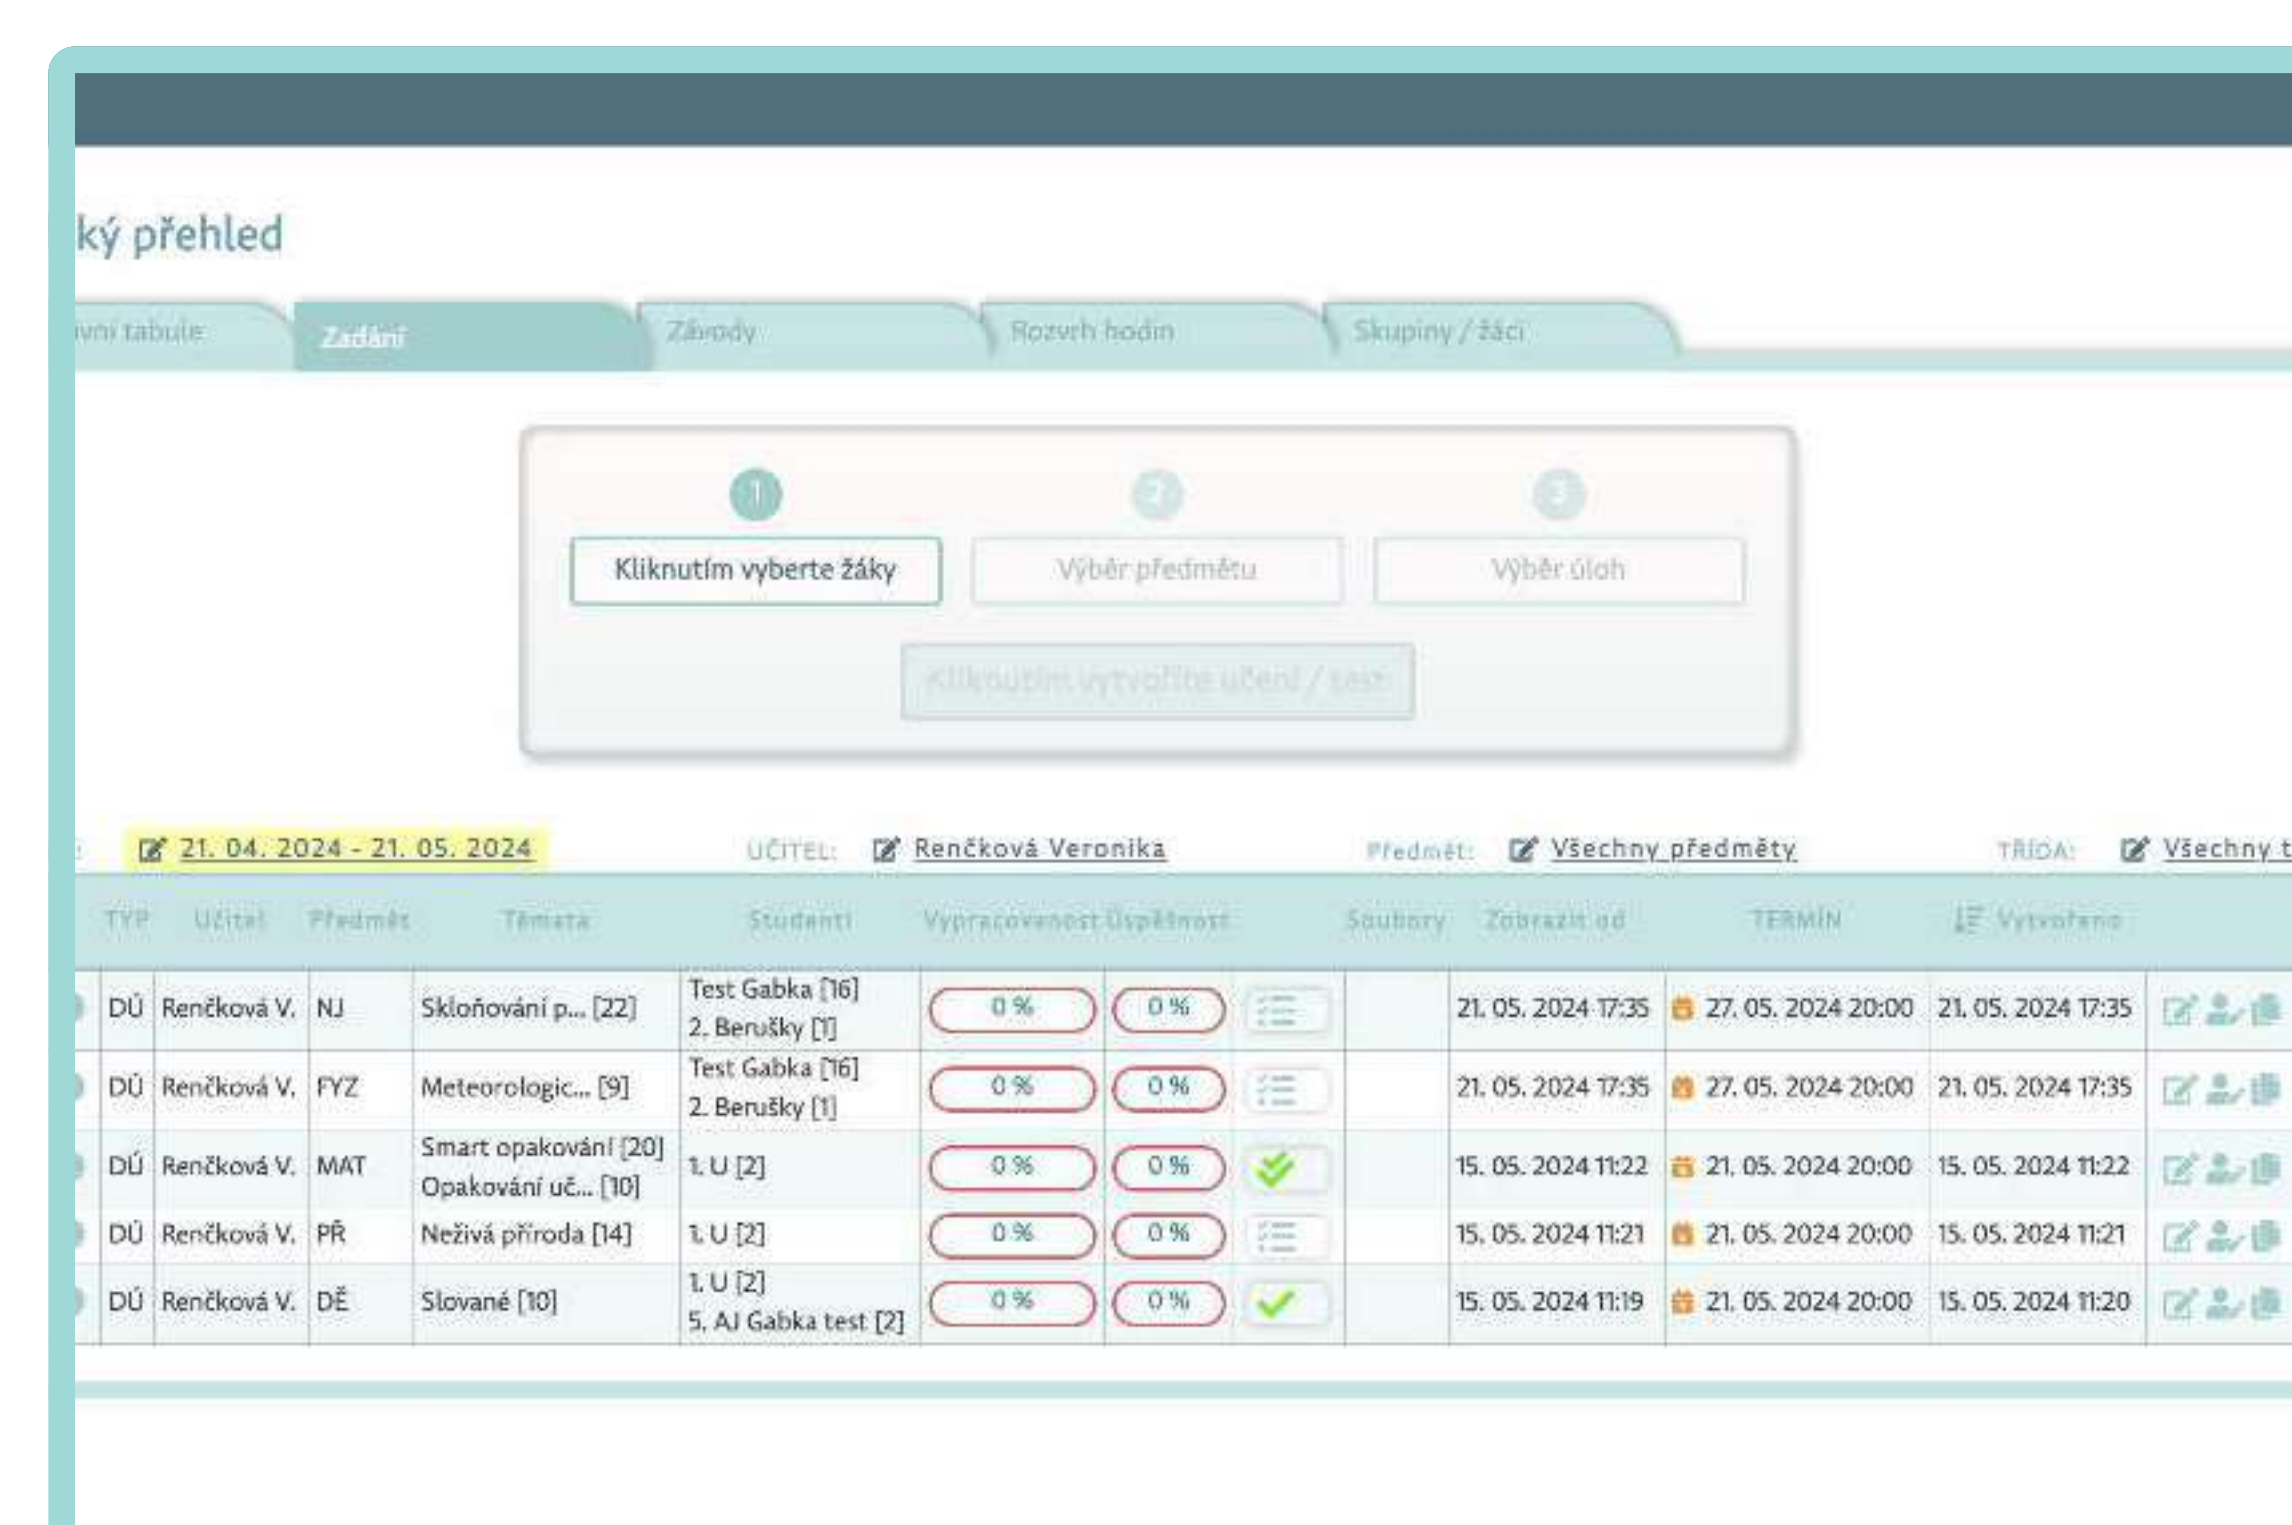 ký přehled
ivní tabule Zadání Závody Rozvrh hodin Skupiny / žáci
1 2 3
Kliknutím vyberte žáky Výběr předmětu Výběr úloh
Kliknutím vytvoříte učení / test
: 21. 04. 2024 - 21. 05. 2024 UČITEL: Renčková Veronika Předmět: Všechny předměty TŘÍDA: Všechny t
TYP Učitel Předmět Témata Studenti Vypracovanost Úspěšnost Soubory Zobrazit od TERMÍN Vytvořeno
DÚ Renčková V. NJ Skloňování p... [22] Test Gabka [16] 0 % 0 % 21. 05. 2024 17:35 27. 05. 2024 20:00 21. 05. 2024 17:35
2. Berušky [1]
DÚ Renčková V. FYZ Meteorologic... [9] Test Gabka [16] 0 % 0 % 21. 05. 2024 17:35 27. 05. 2024 20:00 21. 05. 2024 17:35
2. Berušky [1]
DÚ Renčková V. MAT Smart opakování [20] 1. U [2] 0 % 0 % 15. 05. 2024 11:22 21. 05. 2024 20:00 15. 05. 2024 11:22
Opakování uč... [10]
DÚ Renčková V. PŘ Neživá příroda [14] 1. U [2] 0 % 0 % 15. 05. 2024 11:21 21. 05. 2024 20:00 15. 05. 2024 11:21
DÚ Renčková V. DĚ Slované [10] 1. U [2] 0 % 0 % 15. 05. 2024 11:19 21. 05. 2024 20:00 15. 05. 2024 11:20
5. AJ Gabka test [2]